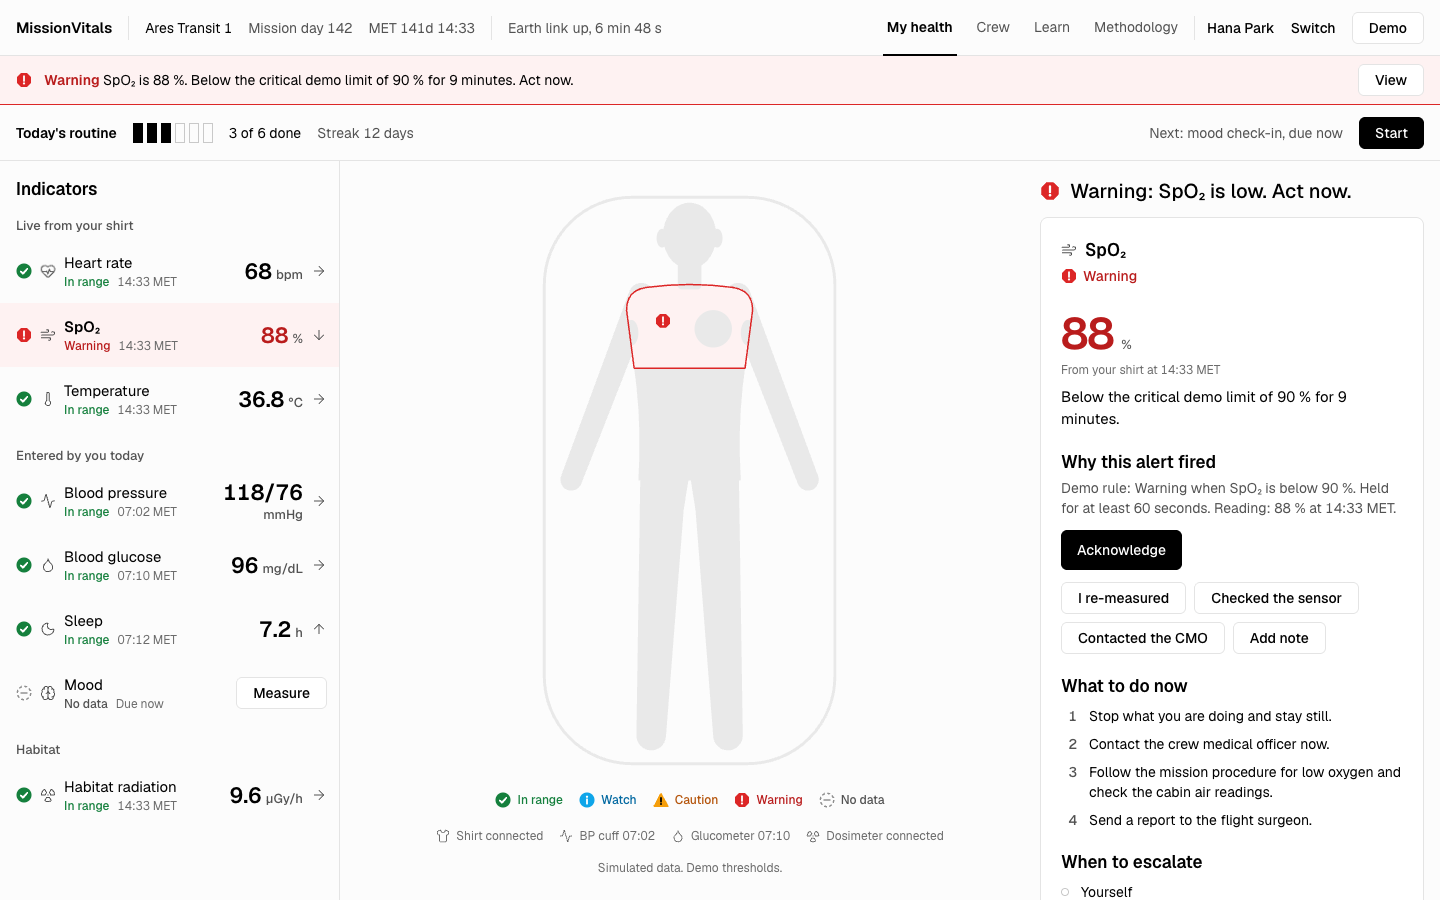 MissionVitals
Ares Transit 1
Mission day 142
MET 141d 14:33
Earth link up, 6 min 48 s
My health
Crew
Learn
Methodology
Hana Park
Switch
Demo
Warning SpO₂ is 88 %. Below the critical demo limit of 90 % for 9 minutes. Act now.
View
Today's routine
3 of 6 done
Streak 12 days
Next: mood check-in, due now
Start
Indicators
Live from your shirt
Heart rate
In range 14:33 MET
68 bpm
SpO₂
Warning 14:33 MET
88 %
Temperature
In range 14:33 MET
36.8 °C
Entered by you today
Blood pressure
In range 07:02 MET
118/76
mmHg
Blood glucose
In range 07:10 MET
96 mg/dL
Sleep
In range 07:12 MET
7.2 h
Mood
No data Due now
Measure
Habitat
Habitat radiation
In range 14:33 MET
9.6 µGy/h
In range
Watch
Caution
Warning
No data
Shirt connected
BP cuff 07:02
Glucometer 07:10
Dosimeter connected
Simulated data. Demo thresholds.
Warning: SpO₂ is low. Act now.
SpO₂
Warning
88 %
From your shirt at 14:33 MET
Below the critical demo limit of 90 % for 9
minutes.
Why this alert fired
Demo rule: Warning when SpO₂ is below 90 %. Held
for at least 60 seconds. Reading: 88 % at 14:33 MET.
Acknowledge
I re-measured
Checked the sensor
Contacted the CMO
Add note
What to do now
1 Stop what you are doing and stay still.
2 Contact the crew medical officer now.
3 Follow the mission procedure for low oxygen and
check the cabin air readings.
4 Send a report to the flight surgeon.
When to escalate
Yourself